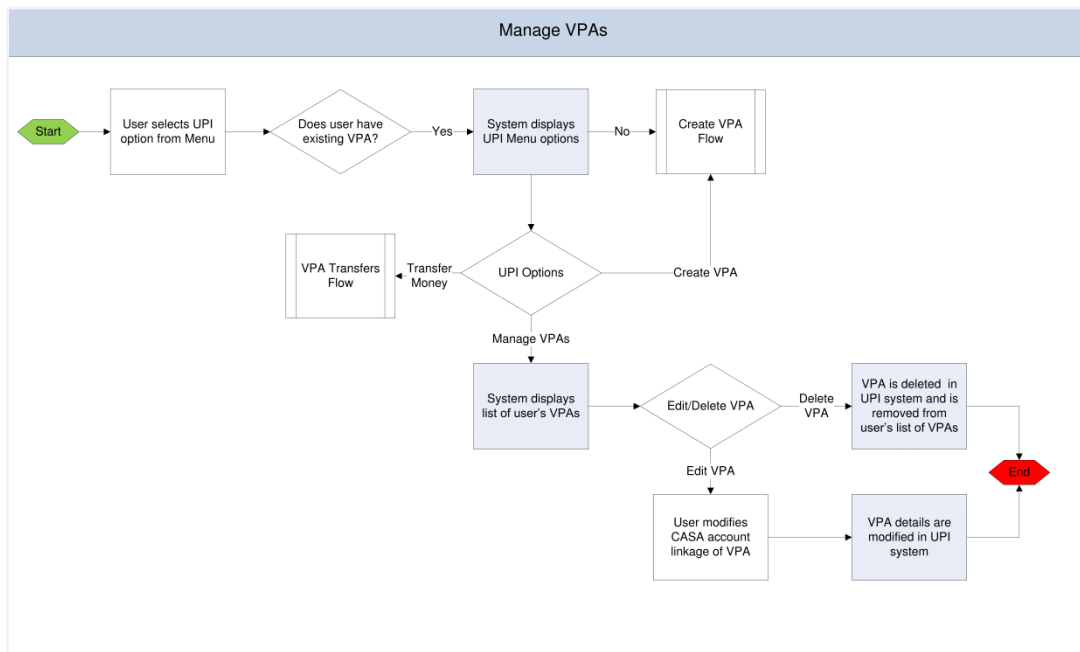 Manage VPAs
Start
User selects UPI
option from Menu
Does user have
existing VPA?
Yes
System displays
UPI Menu options
No
Create VPA
Flow
VPA Transfers
Flow
Transfer
Money
UPI Options
Create VPA
Manage VPAs
System displays
list of user's VPAs
Edit/Delete VPA
Delete
VPA
VPA is deleted in
UPI system and is
removed from
user's list of VPAs
Edit VPA
End
User modifies
CASA account
linkage of VPA
VPA details are
modified in UPI
system